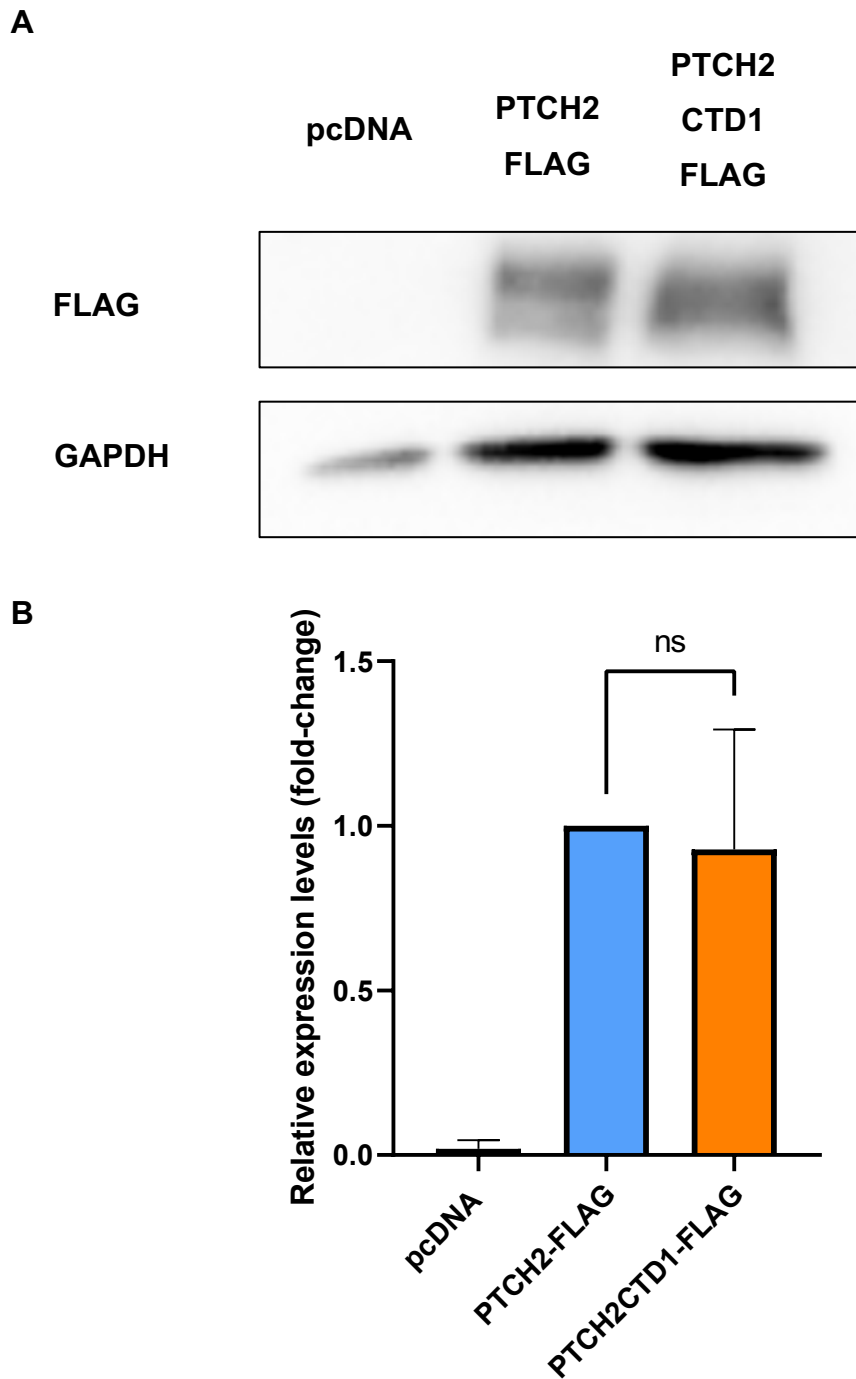 A
pcDNA
PTCH2
FLAG
PTCH2
CTD1
FLAG
FLAG
GAPDH
B
Relative expression levels (fold-change)
1.5
1.0
0.5
0.0
ns
pcDNA
PTCH2-FLAG
PTCH2CTD1-FLAG